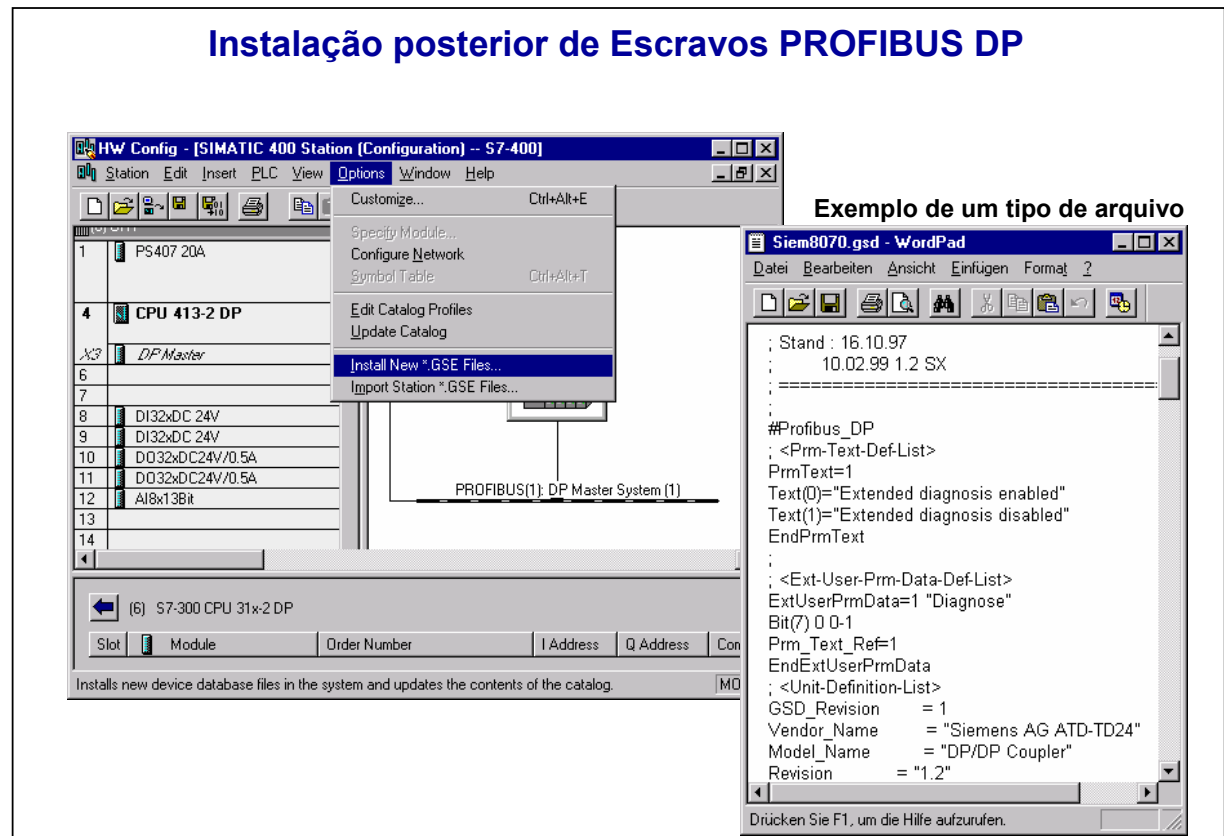 Instalação posterior de Escravos PROFIBUS DP
HW Config - [SIMATIC 400 Station (Configuration) -- S7-400]
Station Edit Insert PLC View Options Window Help
Customize... Ctrl+Alt+E
Specify Module...
Configure Network
Symbol Table Ctrl+Alt+T
Edit Catalog Profiles
Update Catalog
Install New *.GSE Files...
Import Station *.GSE Files...
1 PS407 20A
4 CPU 413-2 DP
X3 DP Master
6
7
8 DI32xDC 24V
9 DI32xDC 24V
10 DO32xDC24V/0.5A
11 DO32xDC24V/0.5A
12 AI8x13Bit
13
14
PROFIBUS(1): DP Master System (1)
(6) S7-300 CPU 31x-2 DP
Slot Module Order Number I Address Q Address Con
Installs new device database files in the system and updates the contents of the catalog. MO
Exemplo de um tipo de arquivo
Siem8070.gsd - WordPad
Datei Bearbeiten Ansicht Einfügen Format ?
; Stand : 16.10.97
; 10.02.99 1.2 SX
; ===================================
;
#Profibus_DP
; <Prm-Text-Def-List>
PrmText=1
Text(0)="Extended diagnosis enabled"
Text(1)="Extended diagnosis disabled"
EndPrmText
;
; <Ext-User-Prm-Data-Def-List>
ExtUserPrmData=1 "Diagnose"
Bit(7) 0 0-1
Prm_Text_Ref=1
EndExtUserPrmData
; <Unit-Definition-List>
GSD_Revision = 1
Vendor_Name = "Siemens AG ATD-TD24"
Model_Name = "DP/DP Coupler"
Revision = "1.2"
Drücken Sie F1, um die Hilfe aufzurufen.